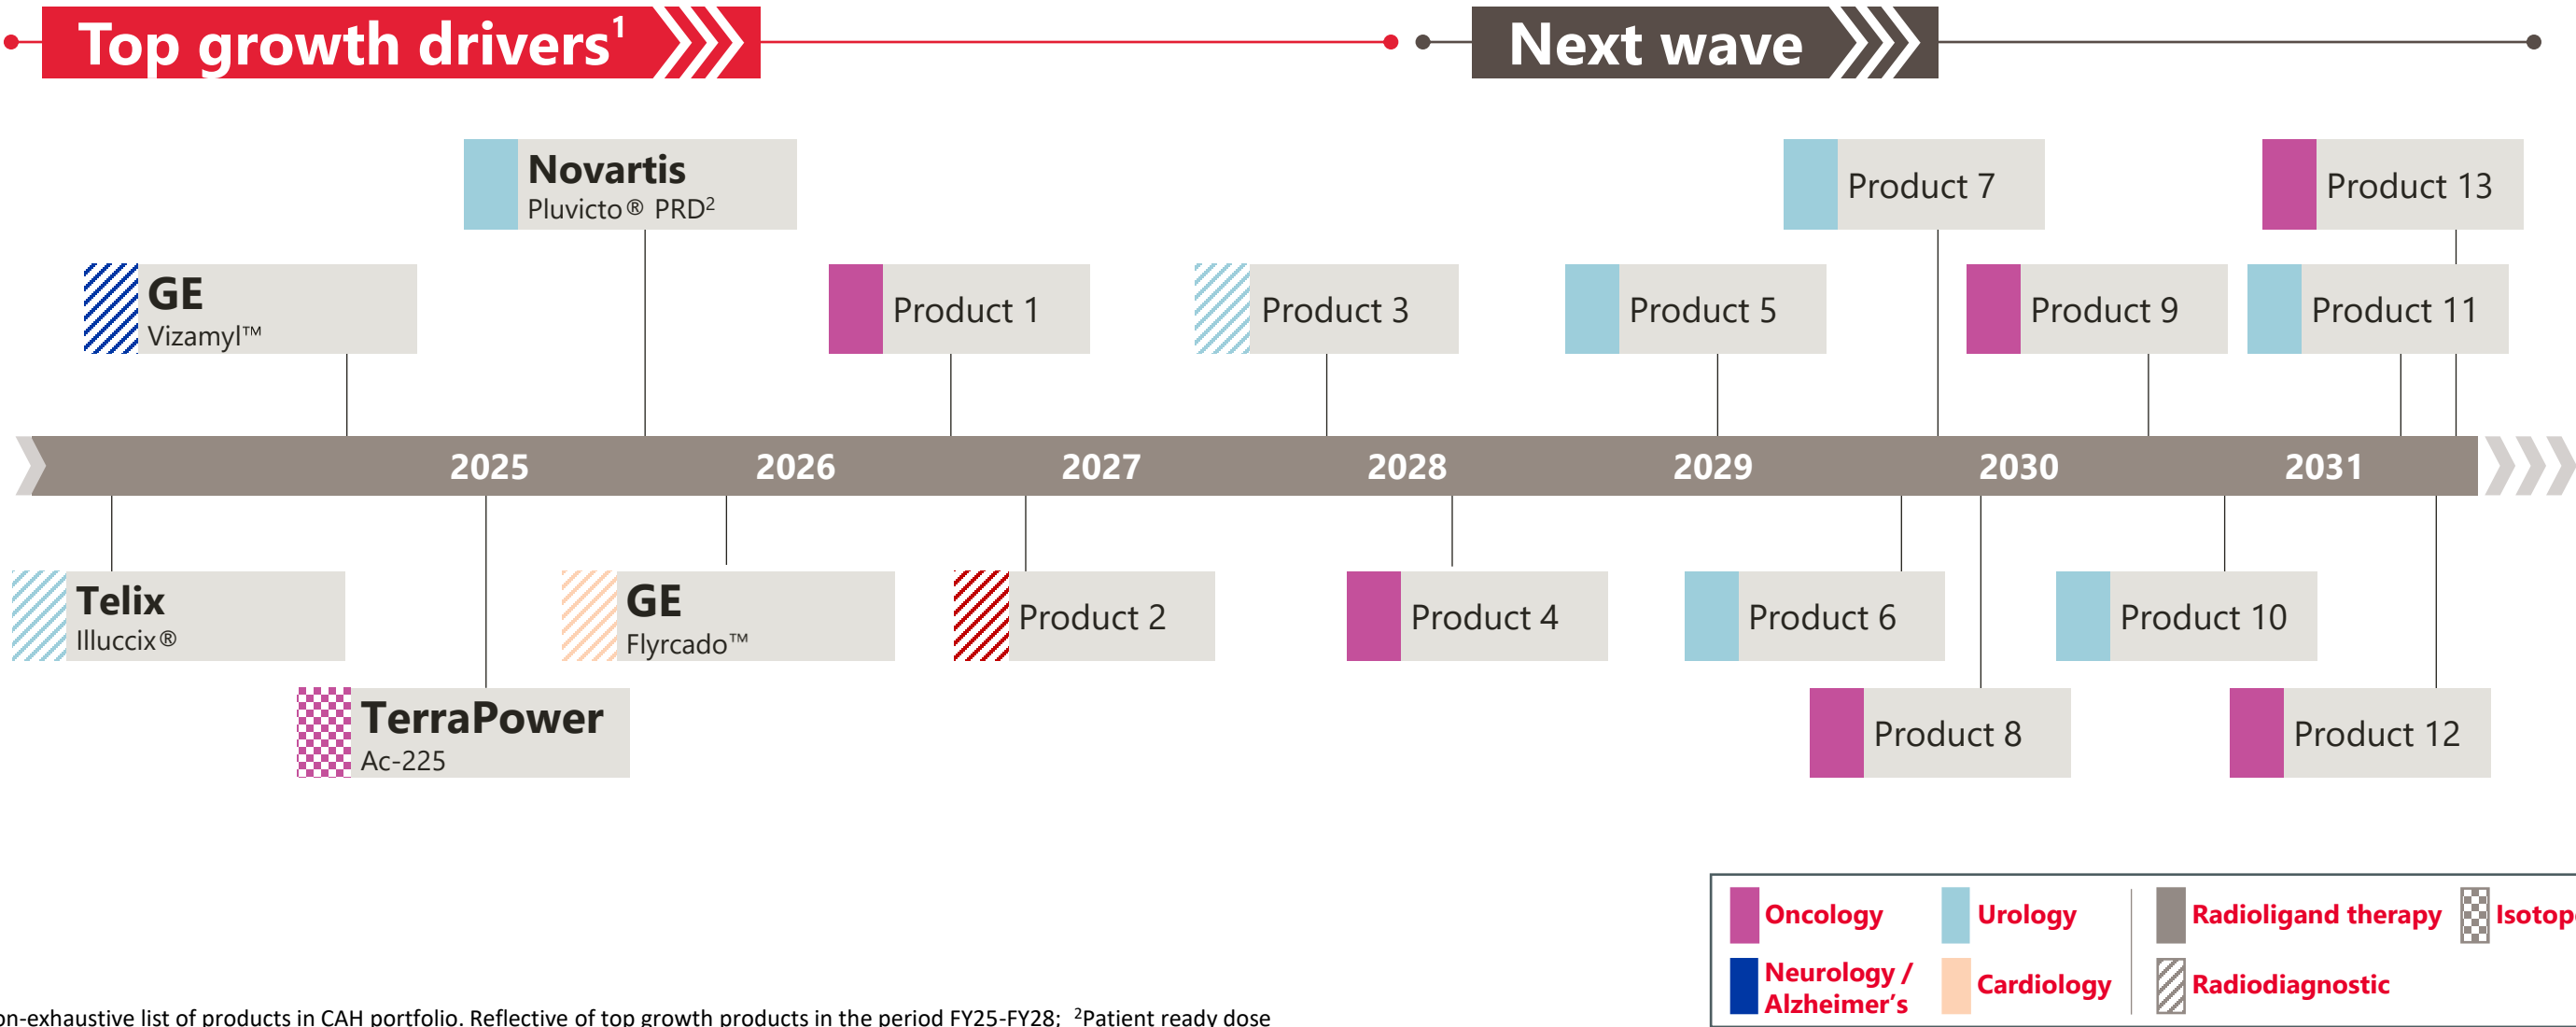 Top growth drivers¹
Next wave
Novartis
Pluvicto® PRD²
Product 7
Product 13
GE
Vizamyl™
Product 1
Product 3
Product 5
Product 9
Product 11
2025 2026 2027 2028 2029 2030 2031
Telix
Illuccix®
GE
Flyrcado™
Product 2
Product 4
Product 6
Product 10
TerraPower
Ac-225
Product 8
Product 12
Oncology
Urology
Radioligand therapy
Isotop
Neurology /
Alzheimer’s
Cardiology
Radiodiagnostic
on-exhaustive list of products in CAH portfolio. Reflective of top growth products in the period FY25-FY28; ²Patient ready dose